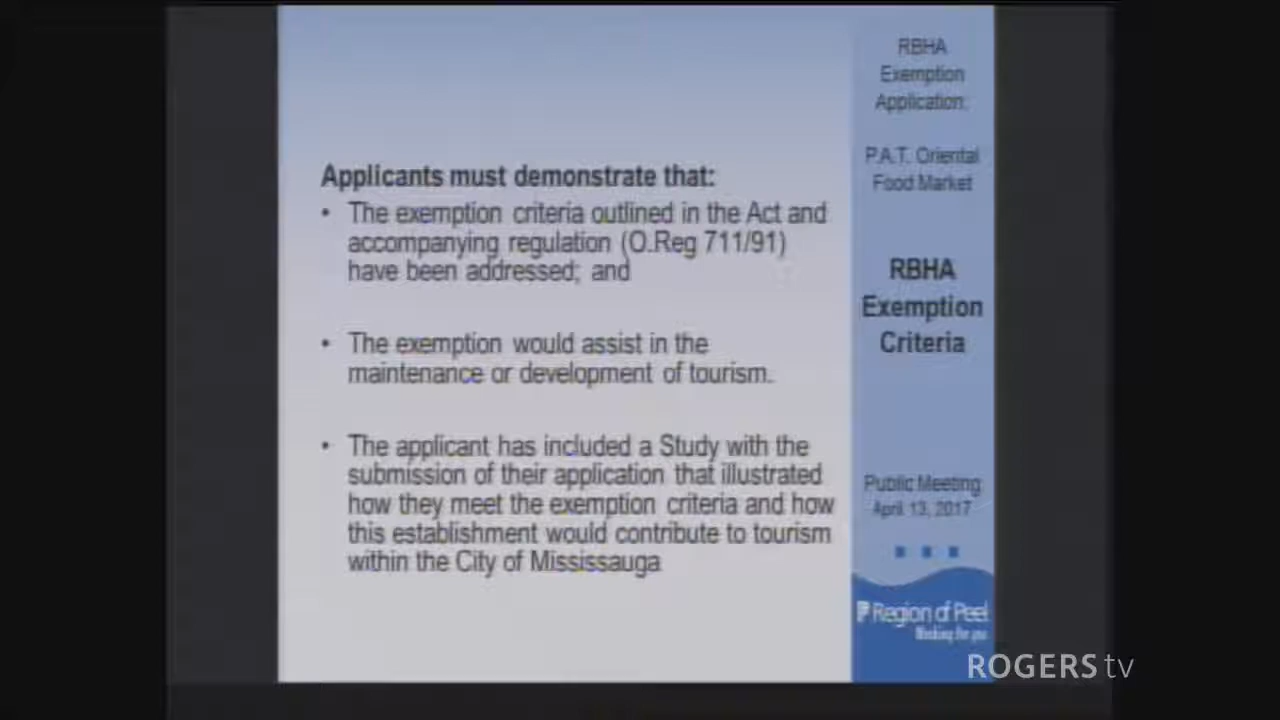 Applicants must demonstrate that:
• The exemption criteria outlined in the Act and
accompanying regulation (O.Reg 711/91)
have been addressed; and
• The exemption would assist in the
maintenance or development of tourism.
• The applicant has included a Study with the
submission of their application that illustrated
how they meet the exemption criteria and how
this establishment would contribute to tourism
within the City of Mississauga
RBHA
Exemption
Application:
P.A.T. Oriental
Food Market
RBHA
Exemption
Criteria
Public Meeting
April 13, 2017
Region of Peel
Working for you
ROGERS tv